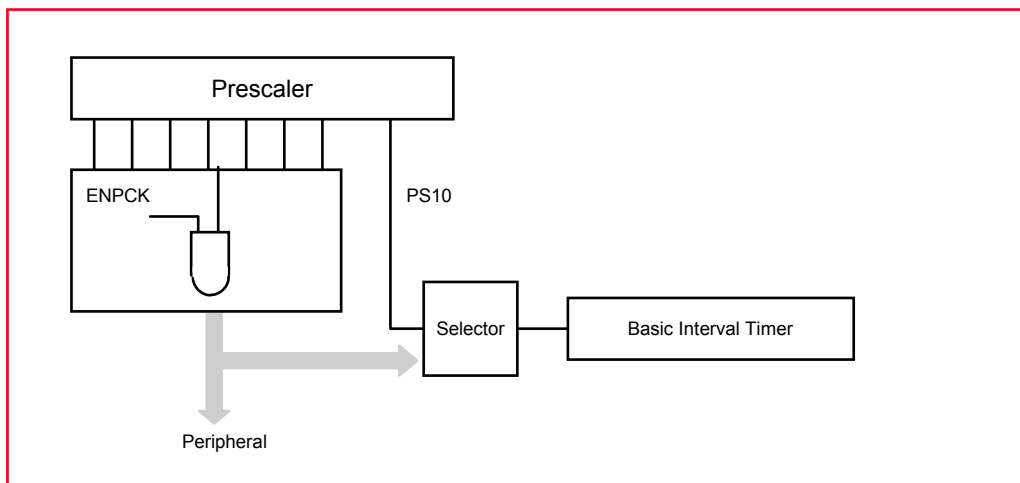 Prescaler
ENPCK
PS10
Selector
Basic Interval Timer
Peripheral